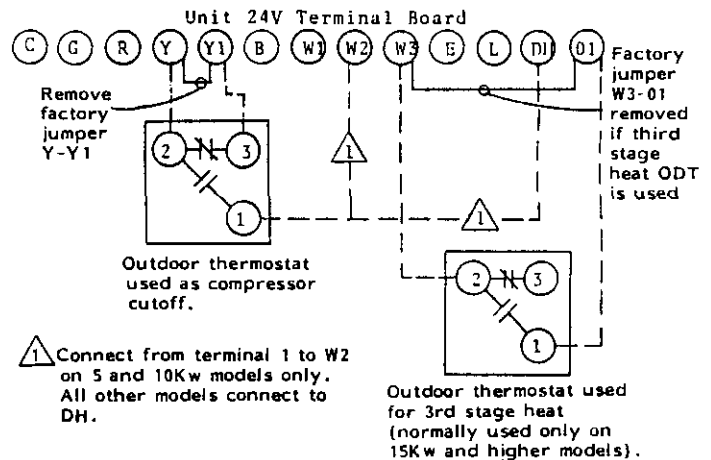 Unit 24V Terminal Board
C G R Y Y1 B W1 W2 W3 E L DH O1
Remove
factory
jumper
Y-Y1
Factory
jumper
W3-01
removed
if third
stage
heat ODT
is used
2 3
1
1
1
2 3
1
Outdoor thermostat
used as compressor
cutoff.
1 Connect from terminal 1 to W2
on 5 and 10Kw models only.
All other models connect to
DH.
Outdoor thermostat used
for 3rd stage heat
(normally used only on
15Kw and higher models).